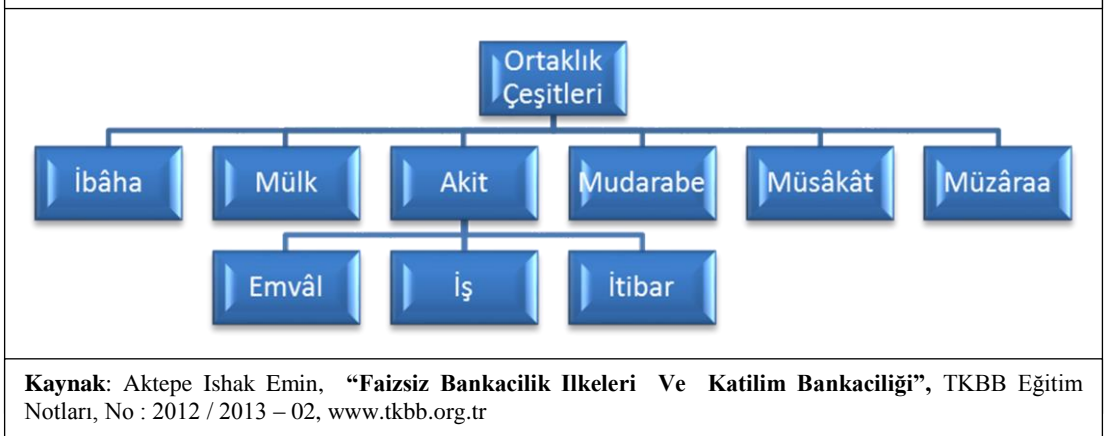 Ortaklık
Çeşitleri
İbâha
Mülk
Akit
Mudarabe
Müsâkât
Müzâraa
Emvâl
İş
İtibar
Kaynak: Aktepe Ishak Emin, “Faizsiz Bankacilik Ilkeleri Ve Katilim Bankaciliği”, TKBB Eğitim
Notları, No : 2012 / 2013 – 02, www.tkbb.org.tr